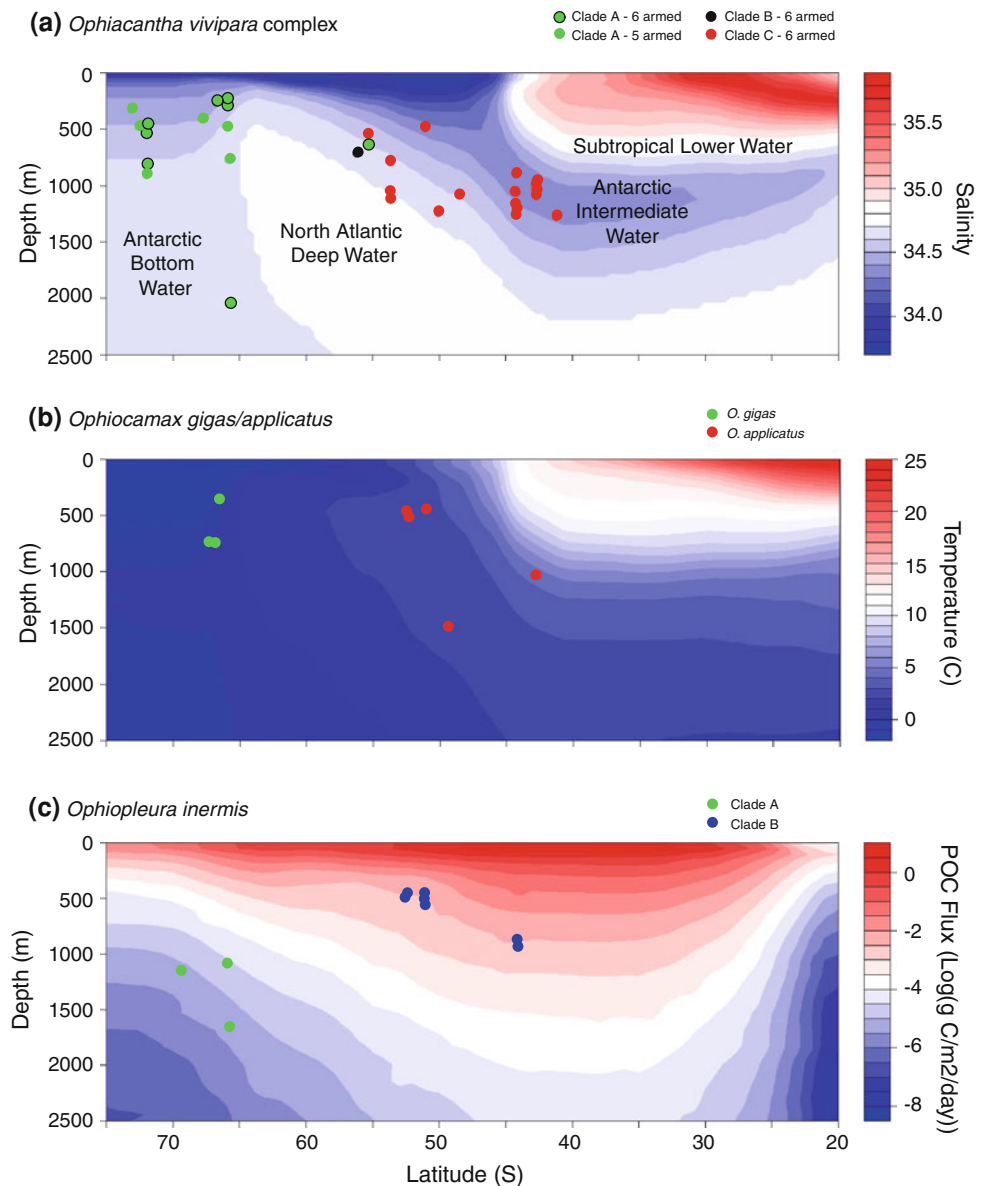 (a) Ophiacantha vivipara complex
Clade A - 6 armed
Clade B - 6 armed
Clade A - 5 armed
Clade C - 6 armed
0
500
1000
1500
2000
2500
Depth (m)
Subtropical Lower Water
Antarctic
Intermediate
Water
North Atlantic
Deep Water
Antarctic
Bottom
Water
35.5
35.0
34.5
34.0
Salinity
(b) Ophiocamax gigas/applicatus
O. gigas
O. applicatus
0
500
1000
1500
2000
2500
Depth (m)
25
20
15
10
5
0
Temperature (C)
(c) Ophiopleura inermis
Clade A
Clade B
0
500
1000
1500
2000
2500
Depth (m)
0
-2
-4
-6
-8
POC Flux (Log(g C/m2/day))
70
60
50
40
30
20
Latitude (S)